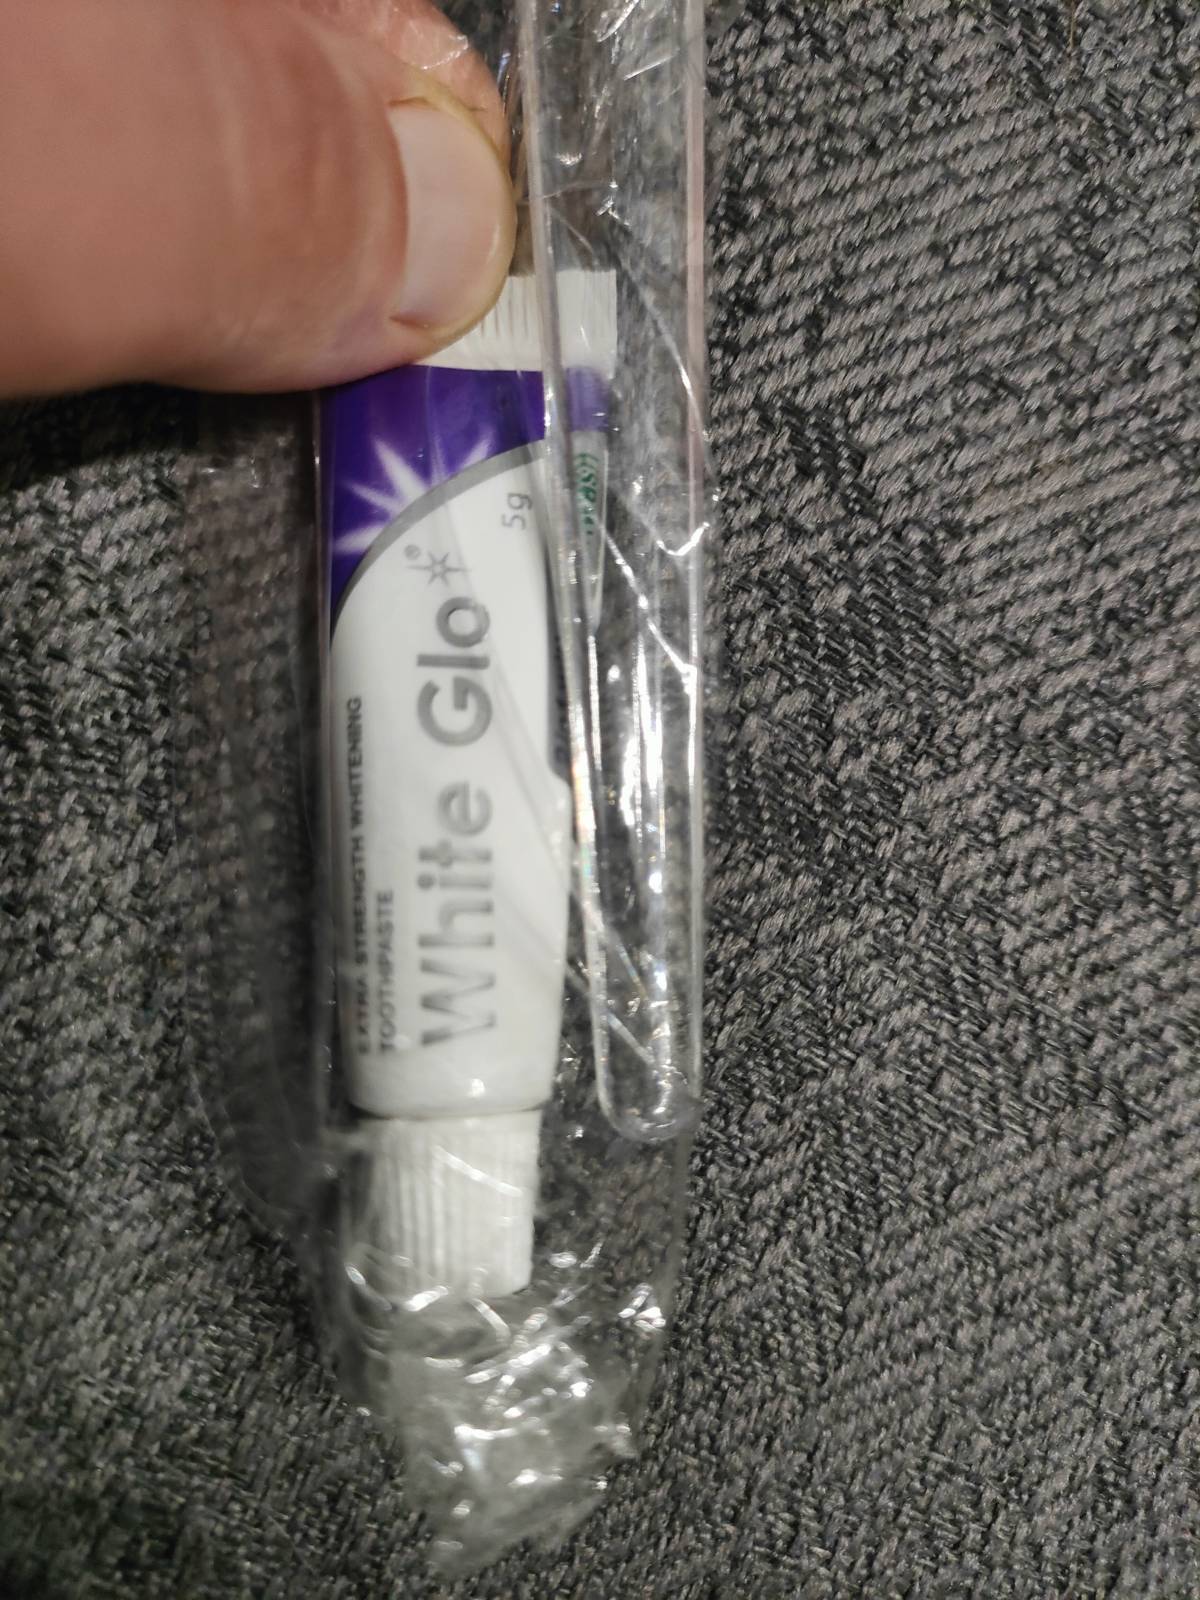 White Glo®
5g
EXTRA STRENGTH WHITENING
TOOTHPASTE